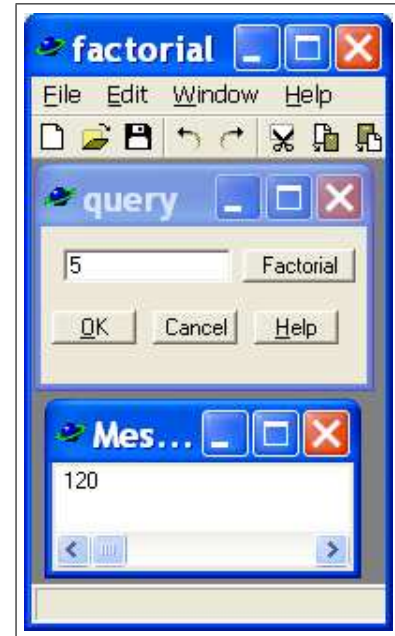 factorial
File Edit Window Help
query
5 Factorial
OK Cancel Help
Mes...
120